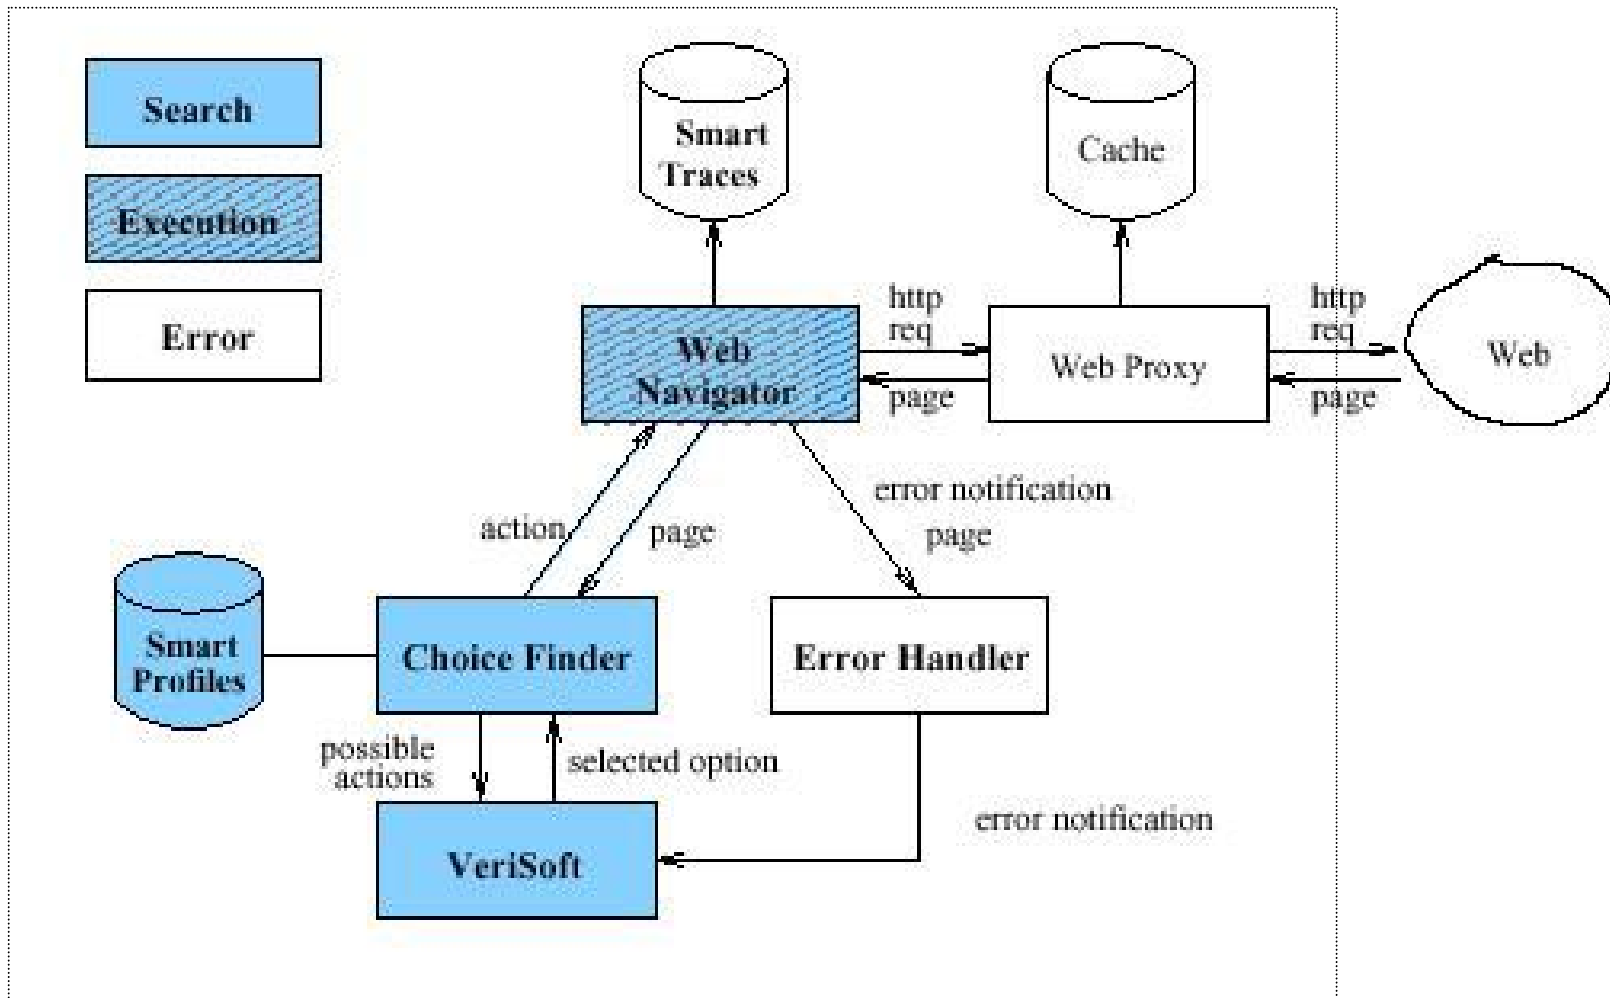 Search
Execution
Error
Smart
Traces
Cache
http
req
page
Web
Navigator
Web Proxy
http
req
page
Web
action
page
error notification
page
Smart
Profiles
Choice Finder
Error Handler
possible
actions
selected option
error notification
VeriSoft